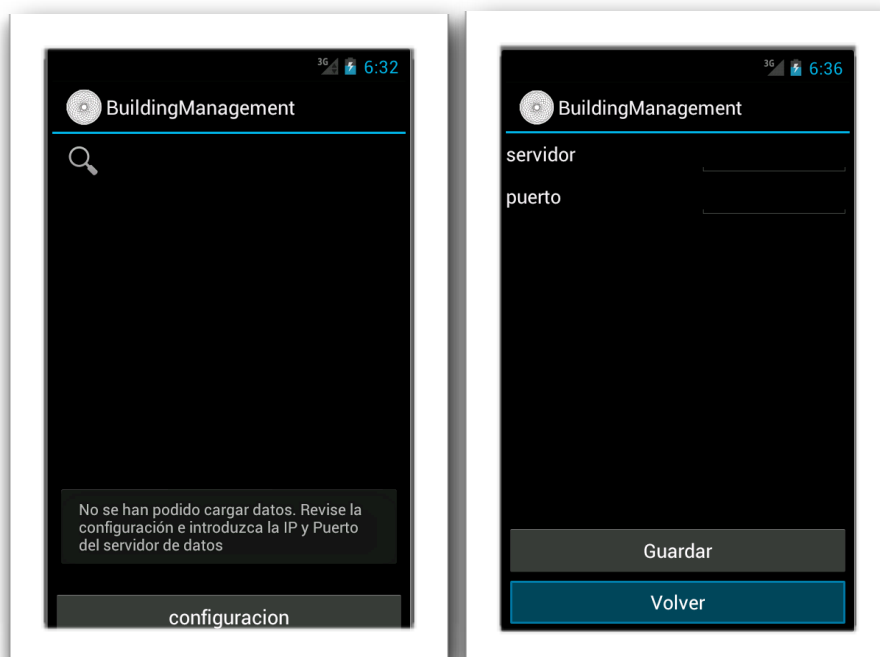 3G 6:32
BuildingManagement
No se han podido cargar datos. Revise la
configuración e introduzca la IP y Puerto
del servidor de datos
configuracion
3G 6:36
BuildingManagement
servidor
puerto
Guardar
Volver